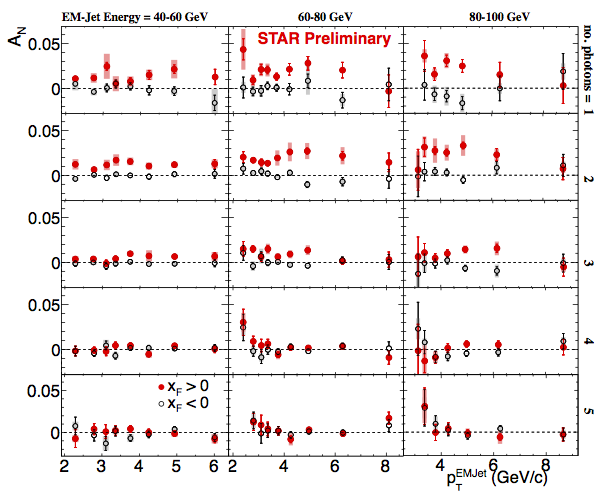 EM-Jet Energy = 40-60 GeV 60-80 GeV 80-100 GeV
A_N
STAR Preliminary
0.05
0
no. photons = 1
0.05
0
2
0.05
0
3
0.05
0
4
0.05
0
x_F > 0
x_F < 0
5
2 3 4 5 6 2 4 6 8 4 6 8
p_T^EMJet (GeV/c)